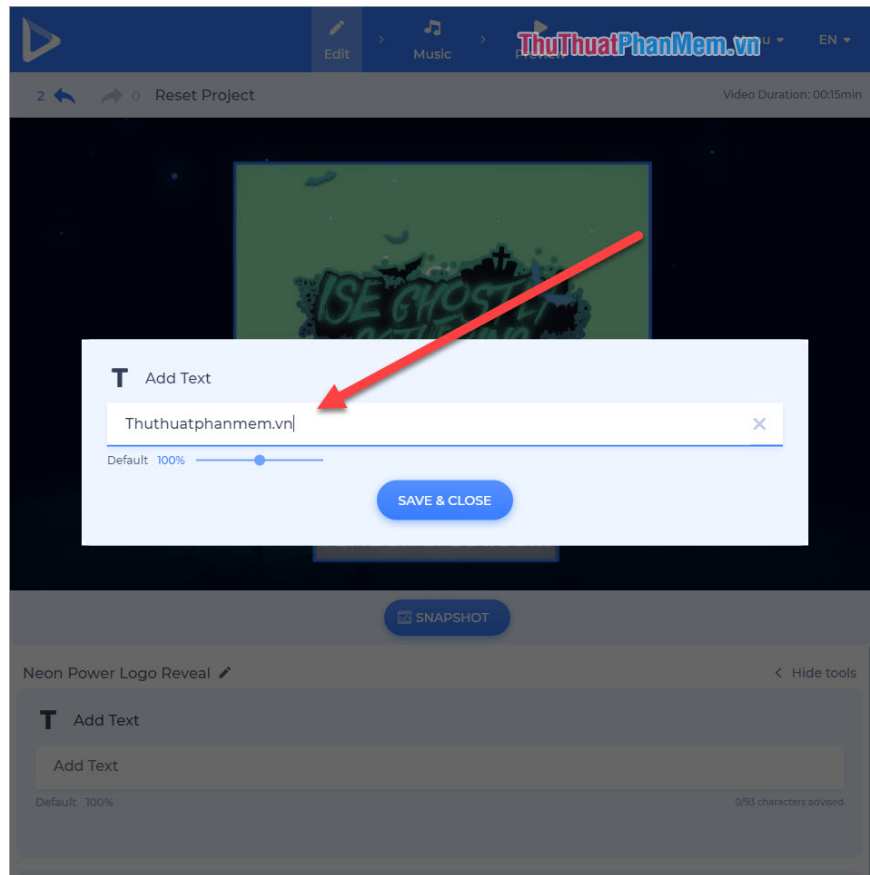 Edit
Music
Preview
ThuThuatPhanMem.vn
EN
2
0 Reset Project
Video Duration: 00:15min
GHOSTLY
T Add Text
Thuthuatphanmem.vn
Default 100%
SAVE & CLOSE
SNAPSHOT
Neon Power Logo Reveal
Hide tools
T Add Text
Add Text
Default 100%
0/93 characters advised